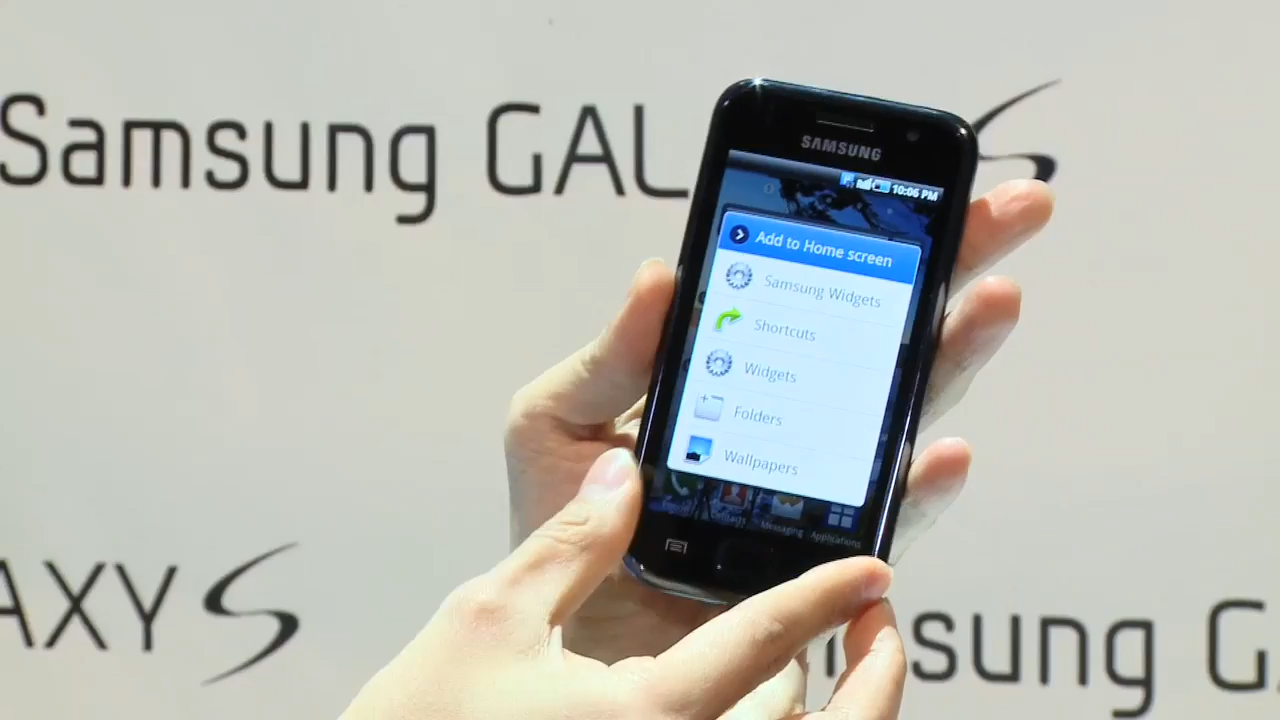 Samsung GAL S
SAMSUNG
10:06 PM
Add to Home screen
Samsung Widgets
Shortcuts
Widgets
Folders
Wallpapers
Contacts Messaging Applications
AXY S
sung G